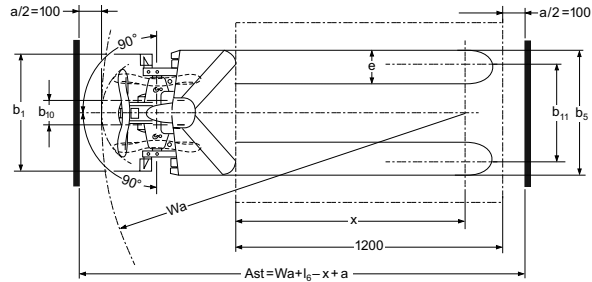 a/2=100
a/2=100
90°
e
b₁
b₁₀
b₁₁
b₅
90°
Wa
x
1200
Ast=Wa+l₆−x+a